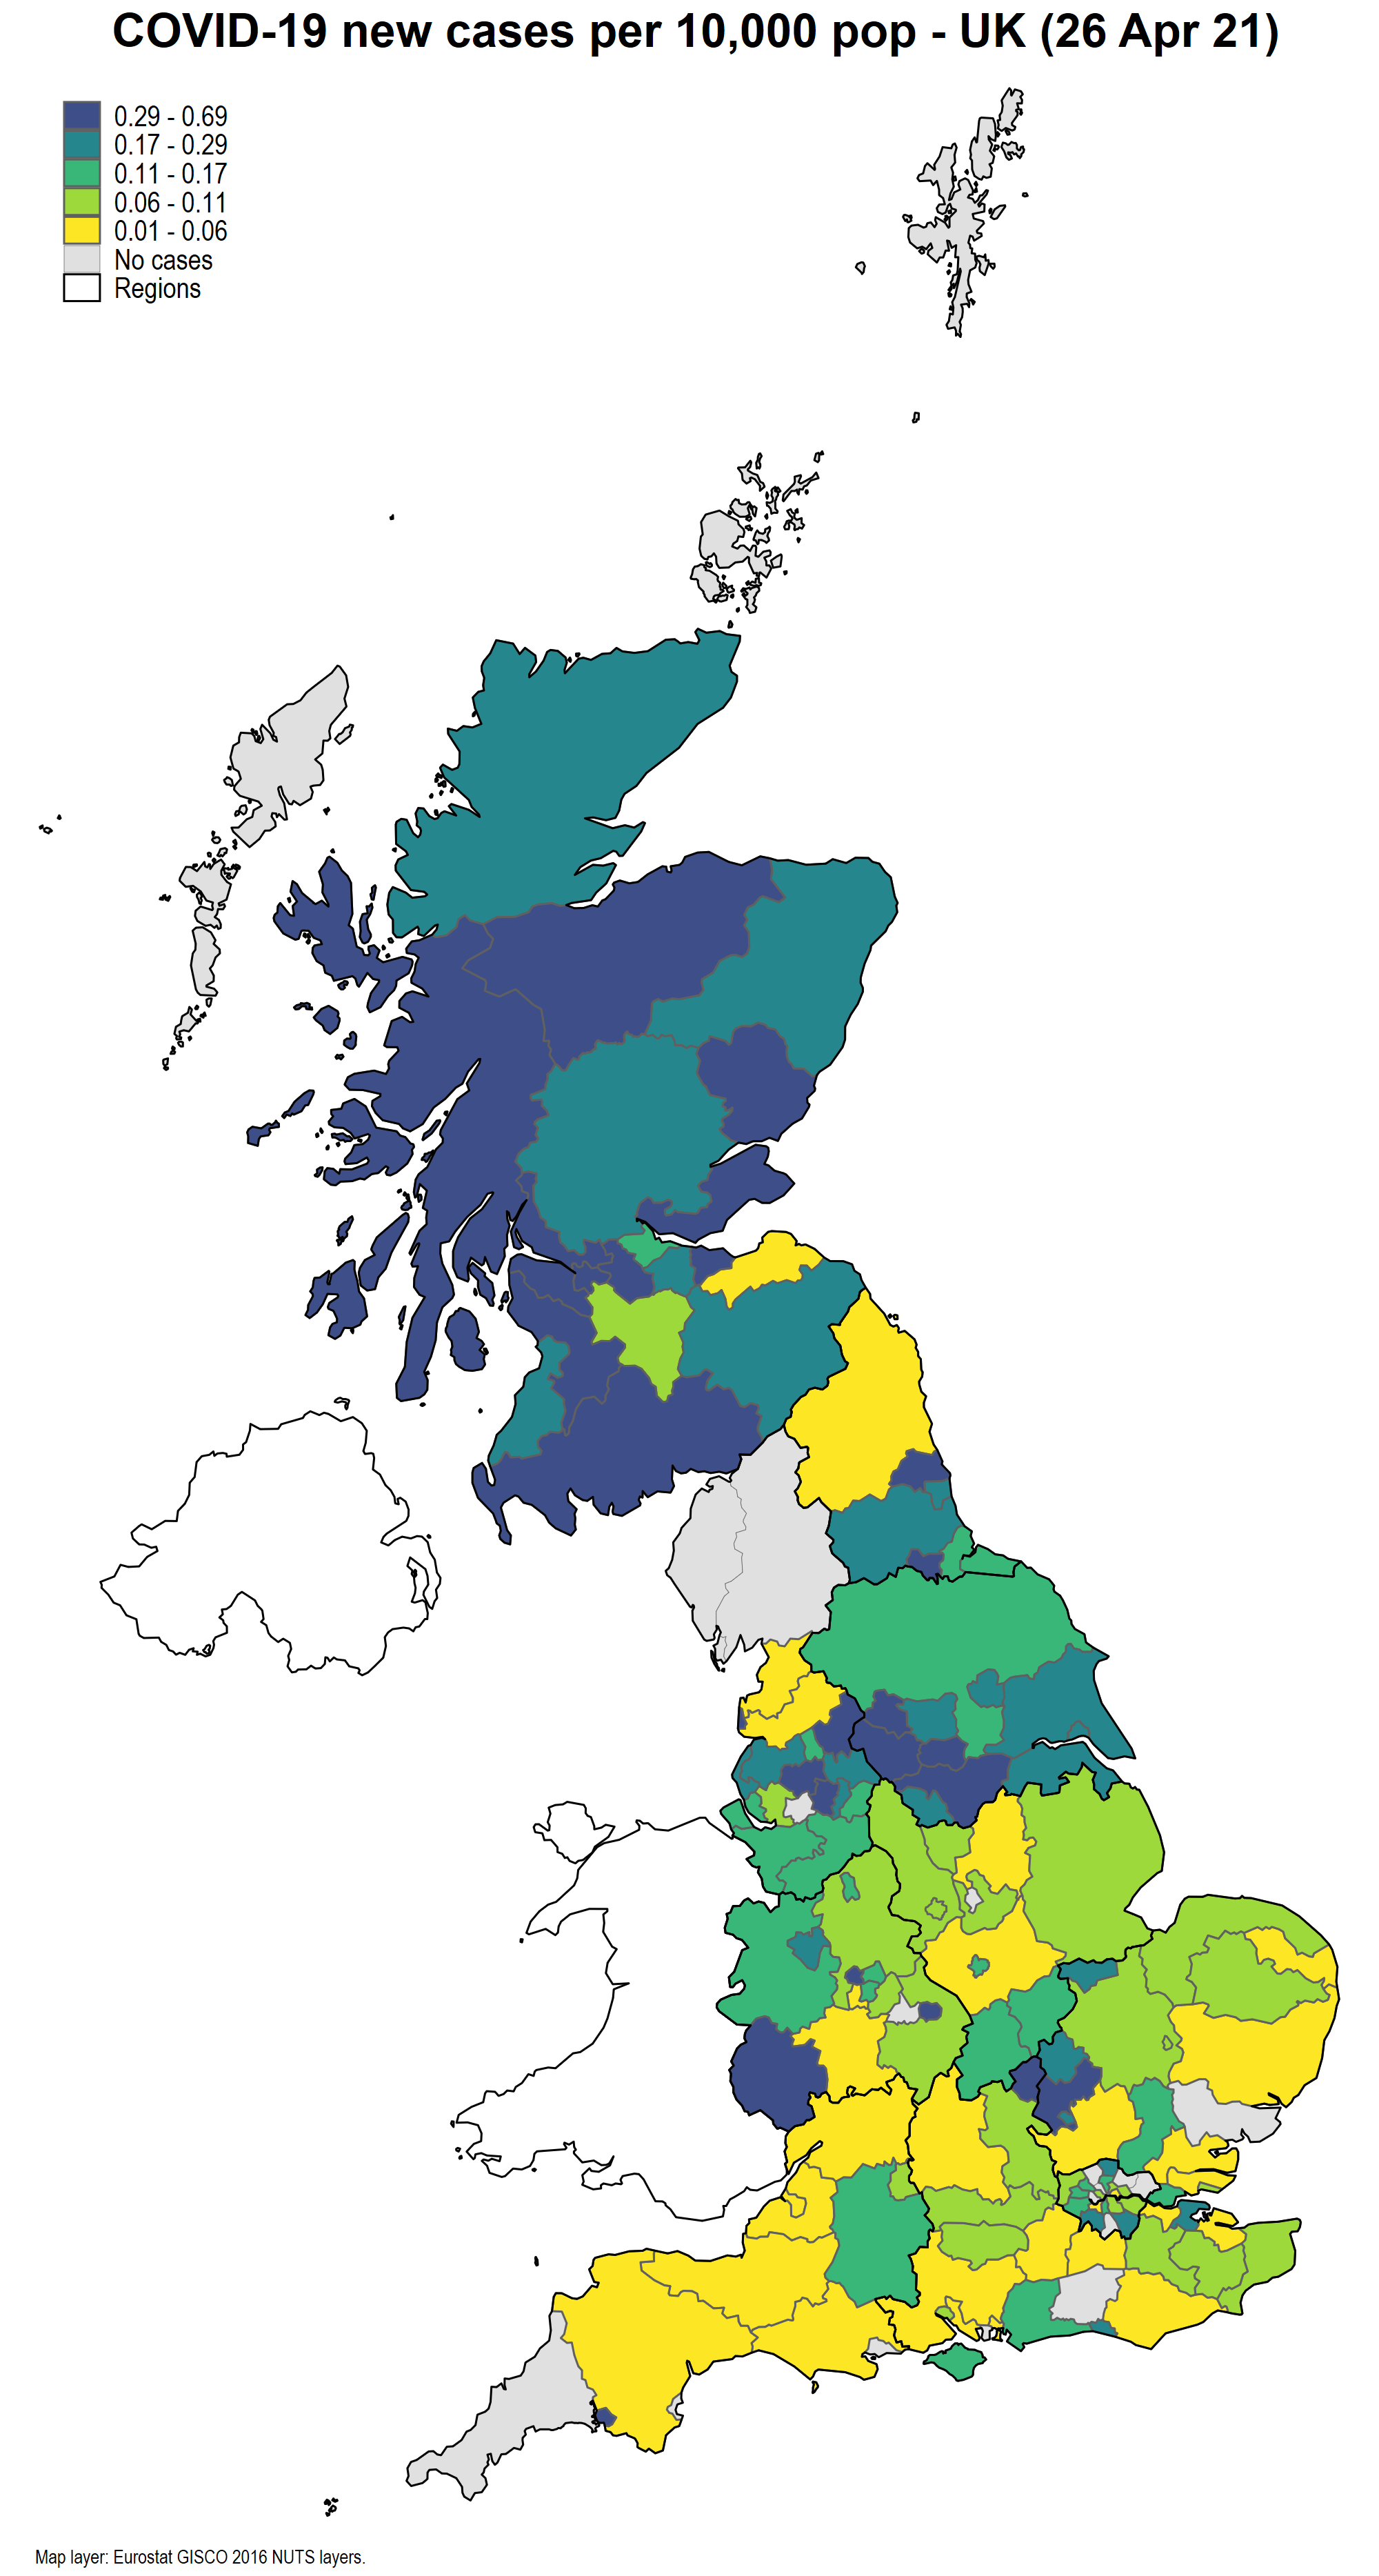 COVID-19 new cases per 10,000 pop - UK (26 Apr 21)
0.29 - 0.69
0.17 - 0.29
0.11 - 0.17
0.06 - 0.11
0.01 - 0.06
No cases
Regions
Map layer: Eurostat GISCO 2016 NUTS layers.